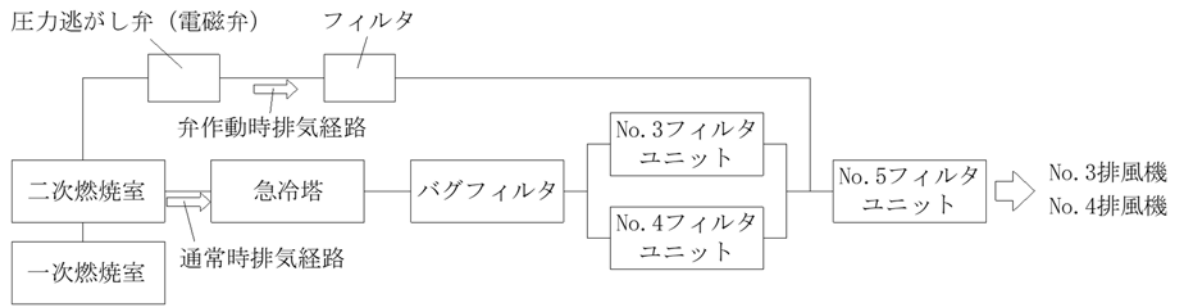 圧力逃がし弁（電磁弁）
フィルタ
弁作動時排気経路
二次燃焼室
急冷塔
バグフィルタ
No.3フィルタ
ユニット
No.4フィルタ
ユニット
No.5フィルタ
ユニット
No.3排風機
No.4排風機
通常時排気経路
一次燃焼室